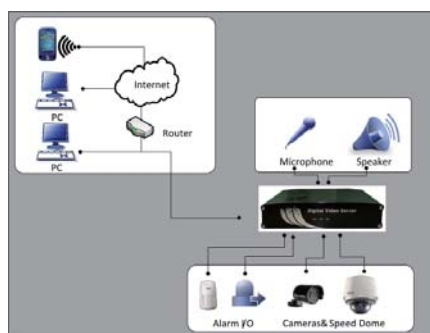 Internet
PC
Router
PC
Microphone Speaker
Digital Video Server
Alarm I/O Cameras& Speed Dome